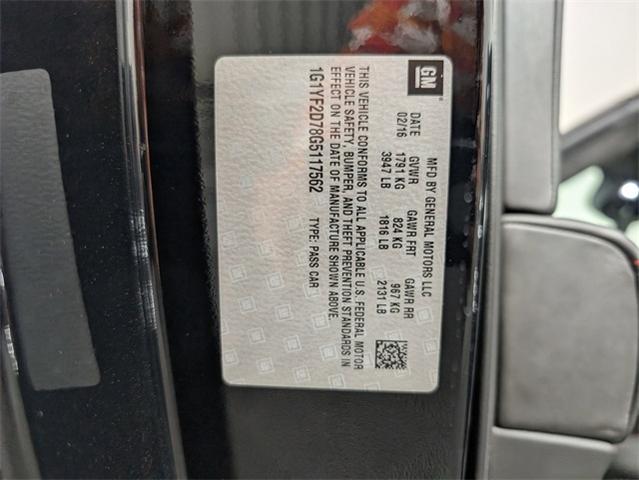 GM
MFD BY GENERAL MOTORS LLC
DATE GVWR GAWR FRT GAWR RR
02/16 1791 KG 824 KG 967 KG
3947 LB 1816 LB 2131 LB
THIS VEHICLE CONFORMS TO ALL APPLICABLE U.S. FEDERAL MOTOR
VEHICLE SAFETY, BUMPER, AND THEFT PREVENTION STANDARDS IN
EFFECT ON THE DATE OF MANUFACTURE SHOWN ABOVE.
1G1YF2D78G5117562 TYPE: PASS CAR